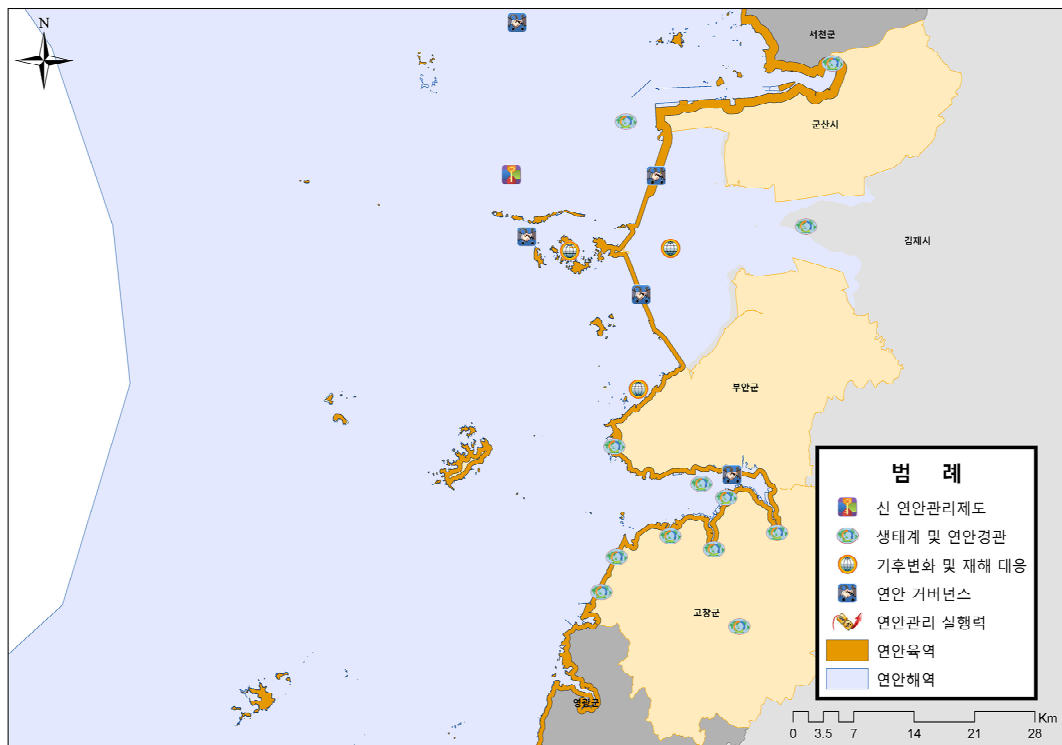 N
서천군
군산시
김제시
부안군
고창군
영광군
범 례
신 연안관리제도
생태계 및 연안경관
기후변화 및 재해 대응
연안 거버넌스
연안관리 실행력
연안육역
연안해역
Km
0 3.5 7 14 21 28